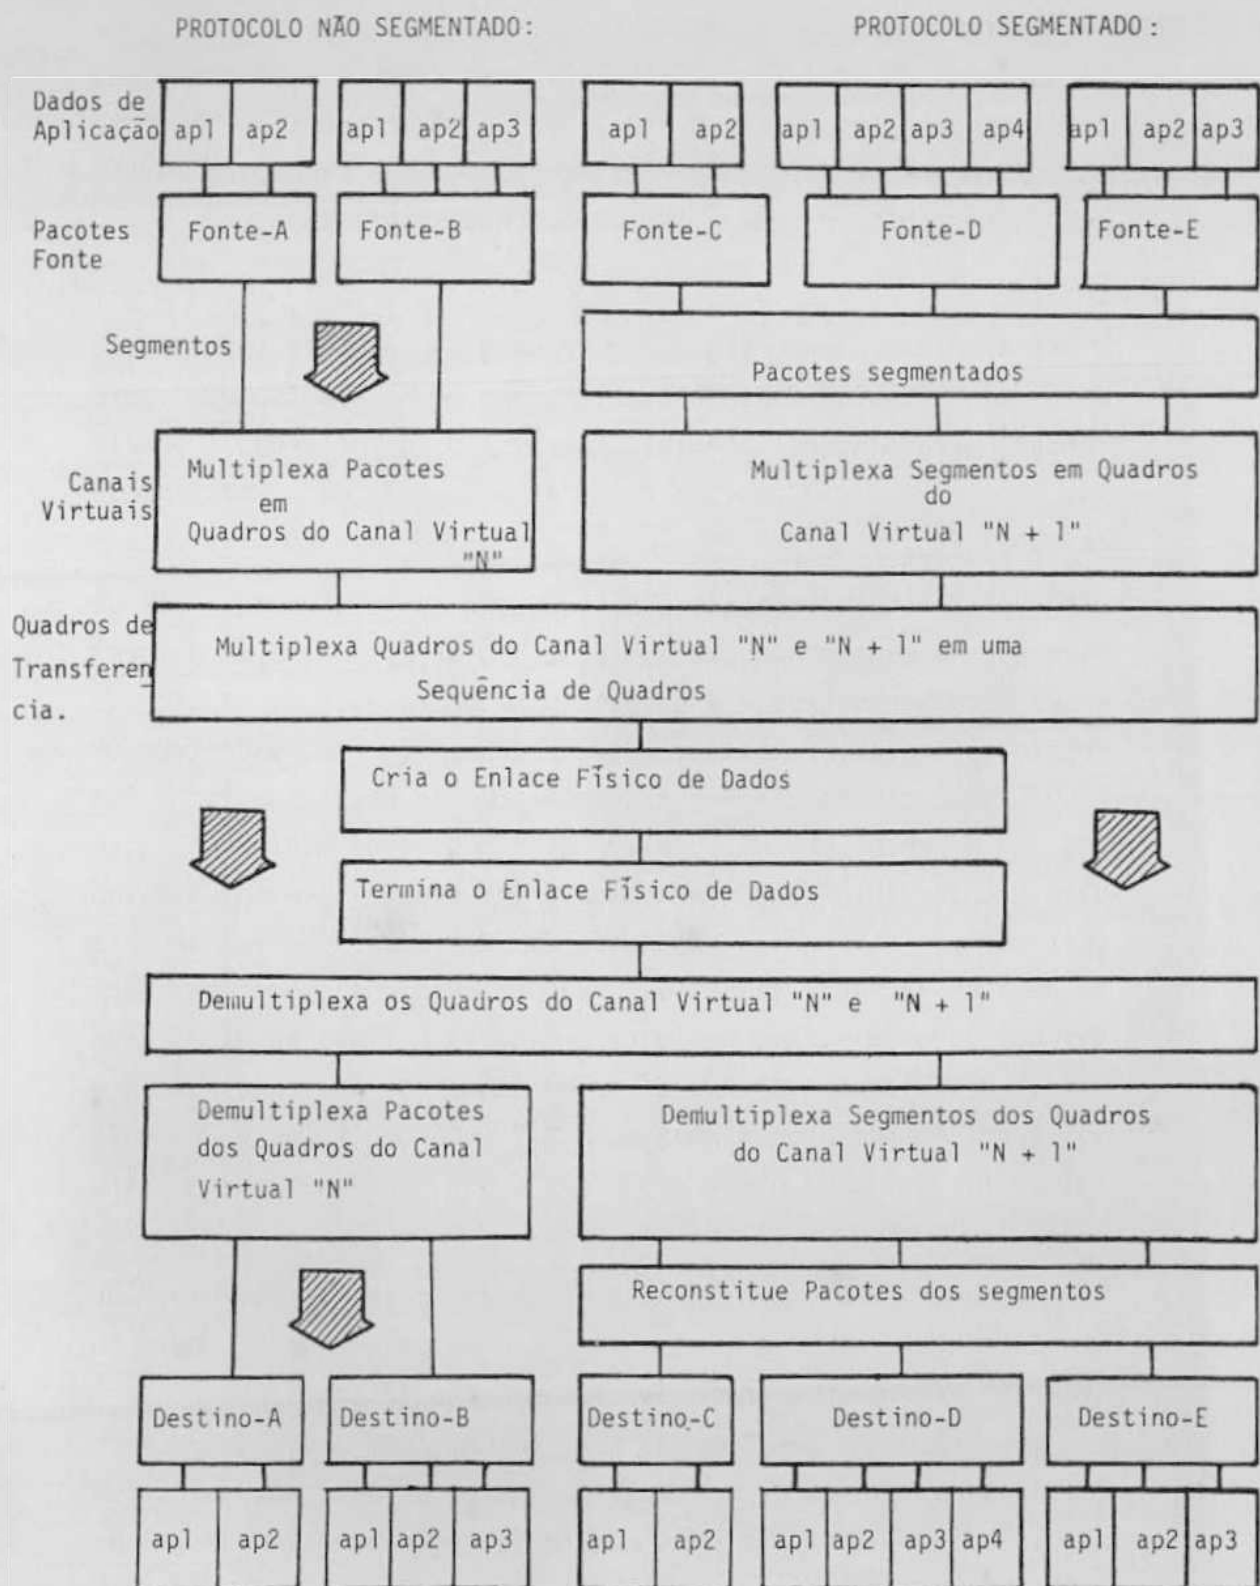 PROTOCOLO NÃO SEGMENTADO:
PROTOCOLO SEGMENTADO :
Dados de
Aplicação
ap1 ap2
ap1 ap2 ap3
ap1 ap2
ap1 ap2 ap3 ap4
ap1 ap2 ap3
Pacotes
Fonte
Fonte-A
Fonte-B
Fonte-C
Fonte-D
Fonte-E
Segmentos
Pacotes segmentados
Canais
Virtuais
Multiplexa Pacotes
em
Quadros do Canal Virtual
"N"
Multiplexa Segmentos em Quadros
do
Canal Virtual "N + 1"
Quadros de
Transferen
cia.
Multiplexa Quadros do Canal Virtual "N" e "N + 1" em uma
Sequência de Quadros
Cria o Enlace Físico de Dados
Termina o Enlace Físico de Dados
Demultiplexa os Quadros do Canal Virtual "N" e "N + 1"
Demultiplexa Pacotes
dos Quadros do Canal
Virtual "N"
Demultiplexa Segmentos dos Quadros
do Canal Virtual "N + 1"
Reconstitue Pacotes dos segmentos
Destino-A
Destino-B
Destino-C
Destino-D
Destino-E
ap1 ap2
ap1 ap2 ap3
ap1 ap2
ap1 ap2 ap3 ap4
ap1 ap2 ap3